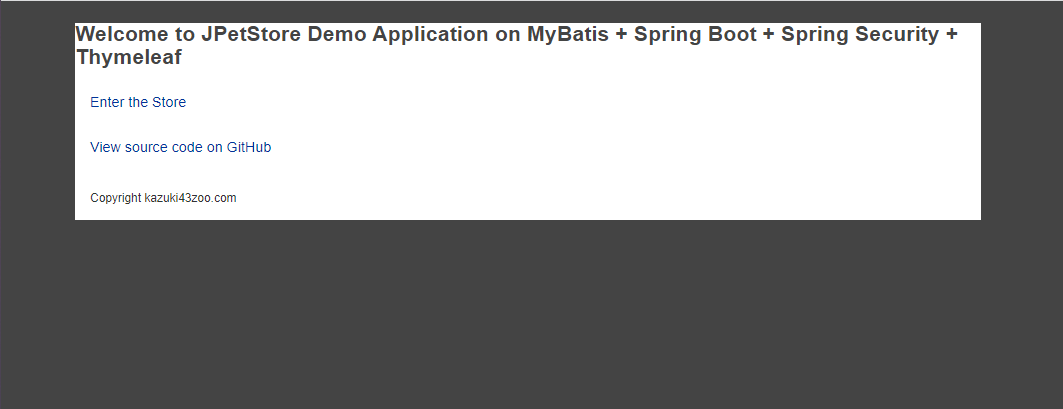 Welcome to JPetStore Demo Application on MyBatis + Spring Boot + Spring Security +
Thymeleaf
Enter the Store
View source code on GitHub
Copyright kazuki43zoo.com